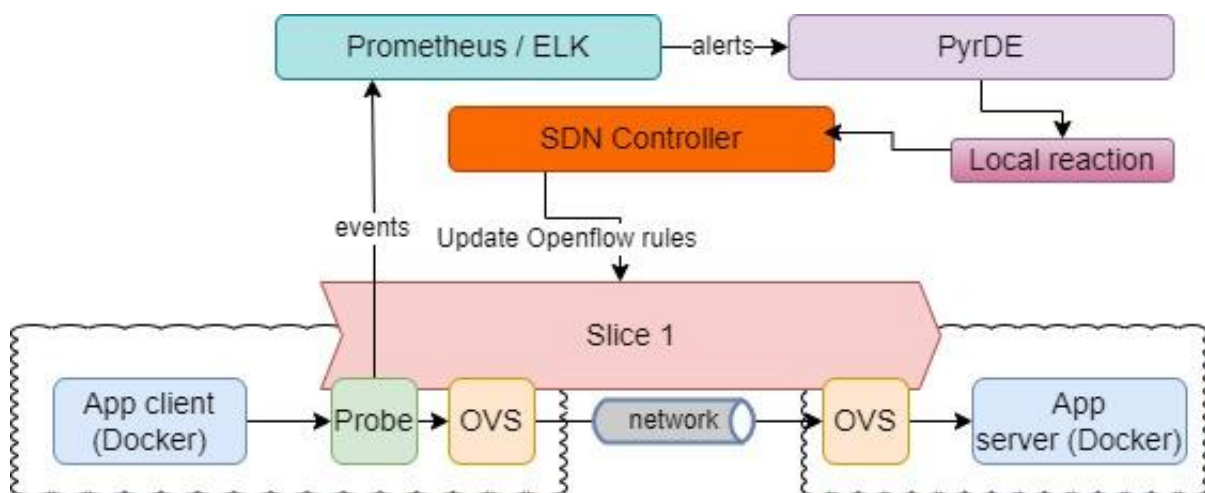 Prometheus / ELK
alerts
PyrDE
SDN Controller
Local reaction
events
Update Openflow rules
Slice 1
App client
(Docker)
Probe
OVS
network
OVS
App
server (Docker)